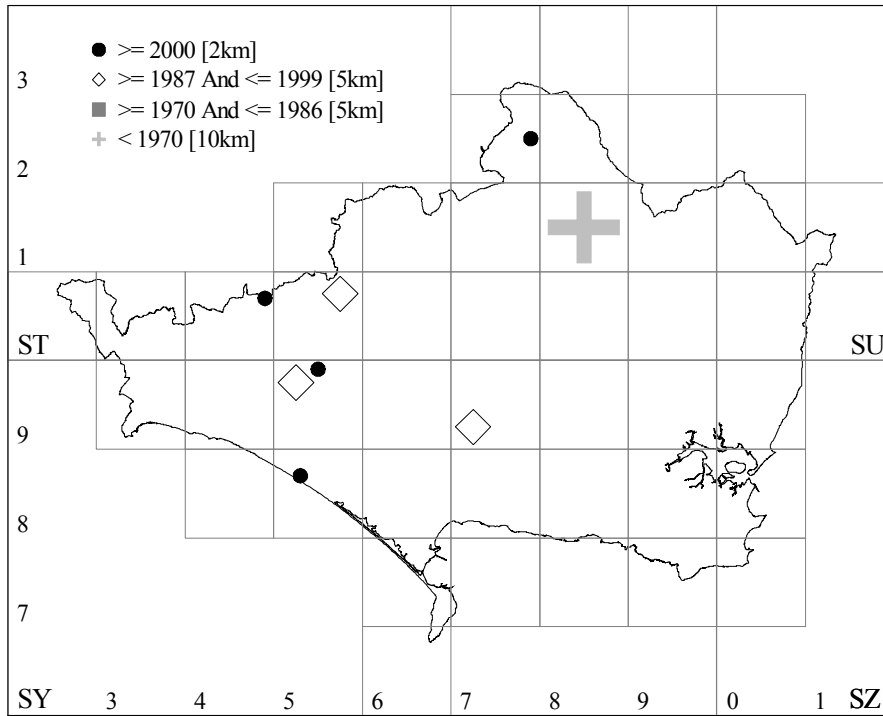 >= 2000 [2km]
>= 1987 And <= 1999 [5km]
>= 1970 And <= 1986 [5km]
< 1970 [10km]
3
2
1
ST SU
9
8
7
SY 3 4 5 6 7 8 9 0 1 SZ